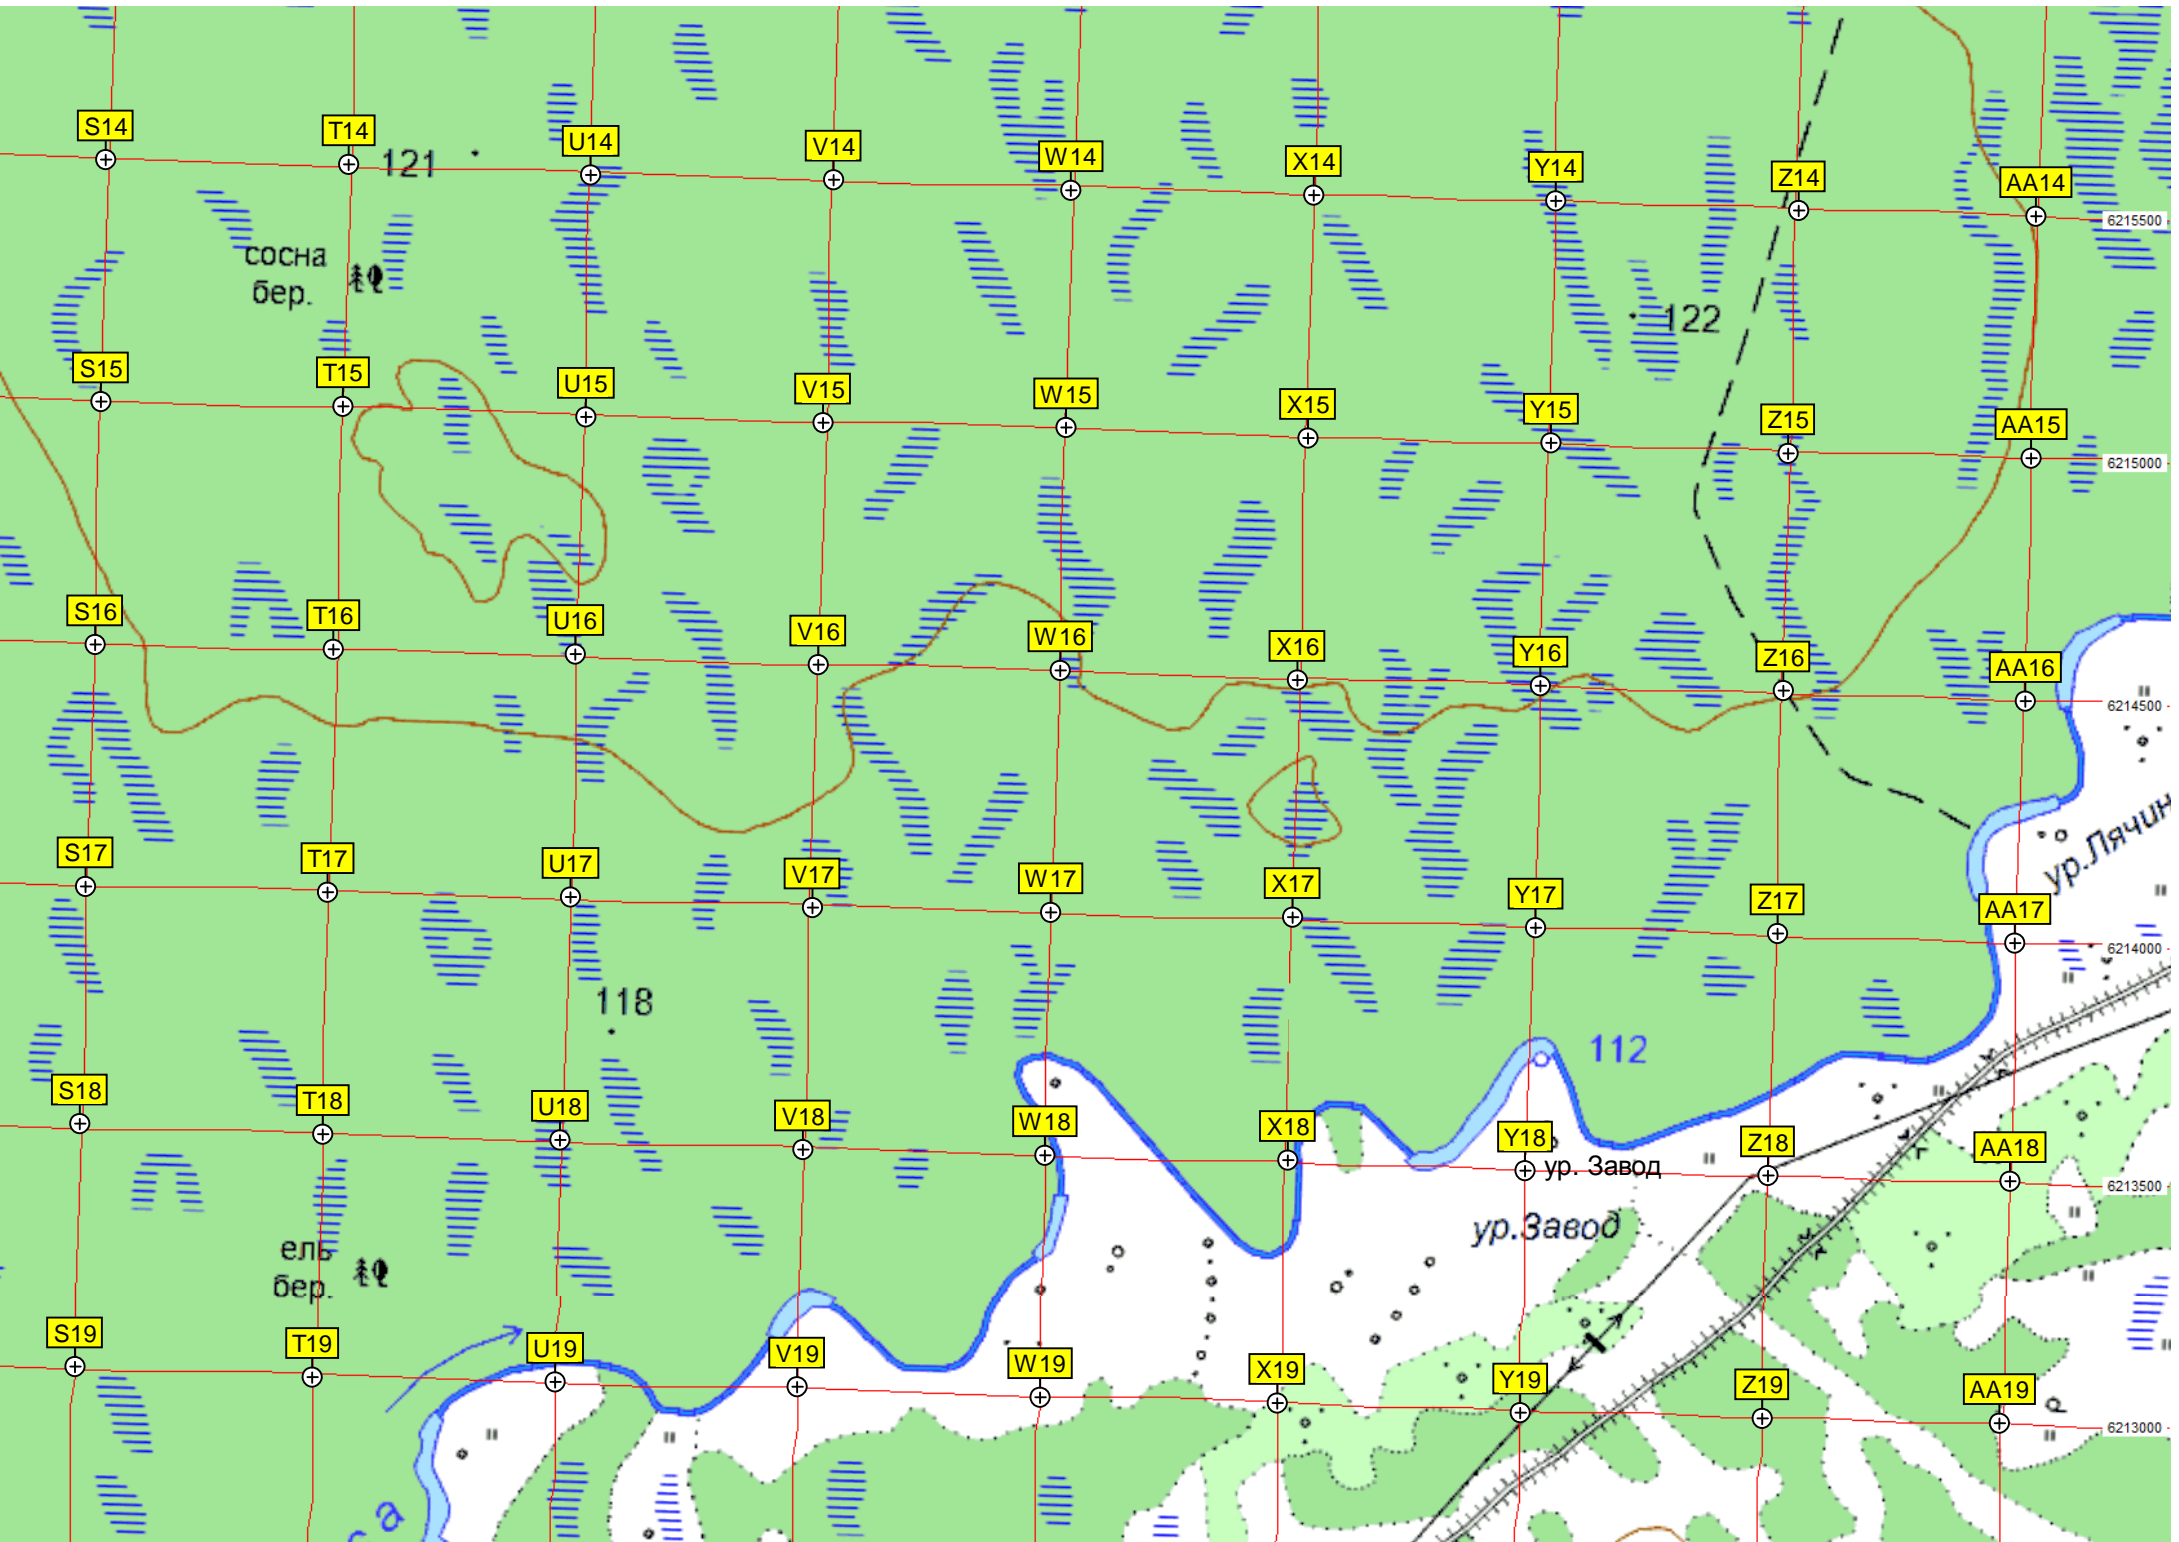 S14 T14 U14 V14 W14 X14 Y14 Z14 AA14
121
6215500
сосна
бер.
122
S15 T15 U15 V15 W15 X15 Y15 Z15 AA15
6215000
S16 T16 U16 V16 W16 X16 Y16 Z16 AA16
6214500
ур.Лячин
S17 T17 U17 V17 W17 X17 Y17 Z17 AA17
6214000
118
112
S18 T18 U18 V18 W18 X18 Y18 Z18 AA18
ур. Завод
6213500
ур.Завод
ель
бер.
S19 T19 U19 V19 W19 X19 Y19 Z19 AA19
р
6213000
са